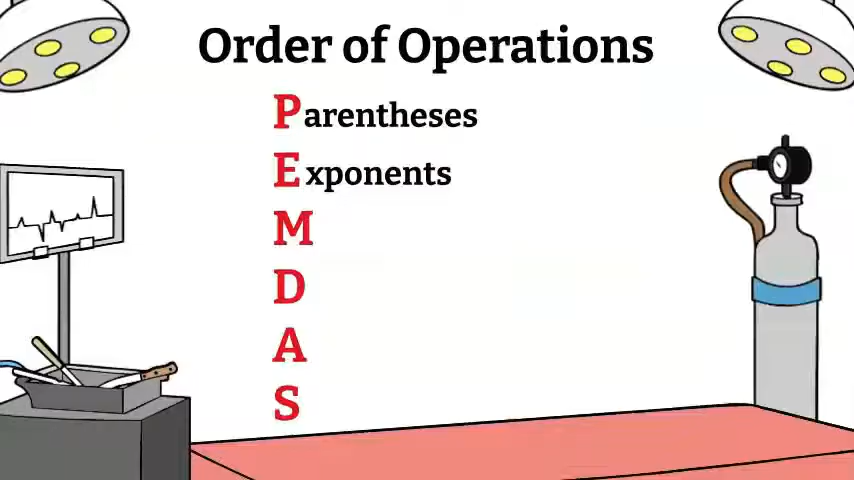 Order of Operations
Parentheses
Exponents
M
D
A
S